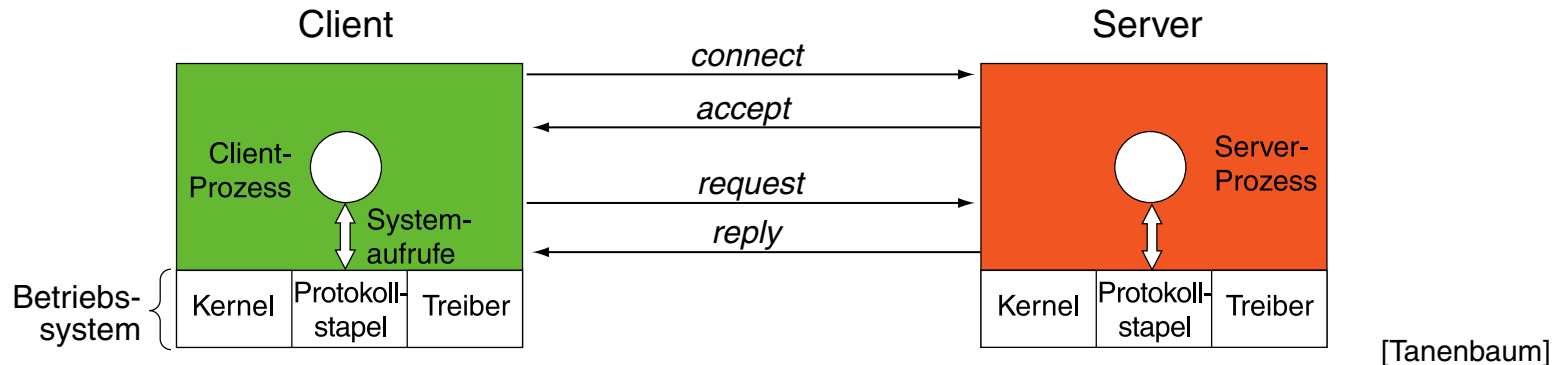 Client
Server
connect
accept
request
reply
Client-
Prozess
System-
aufrufe
Server-
Prozess
Betriebs-
system
Kernel
Protokoll-
stapel
Treiber
Kernel
Protokoll-
stapel
Treiber
[Tanenbaum]